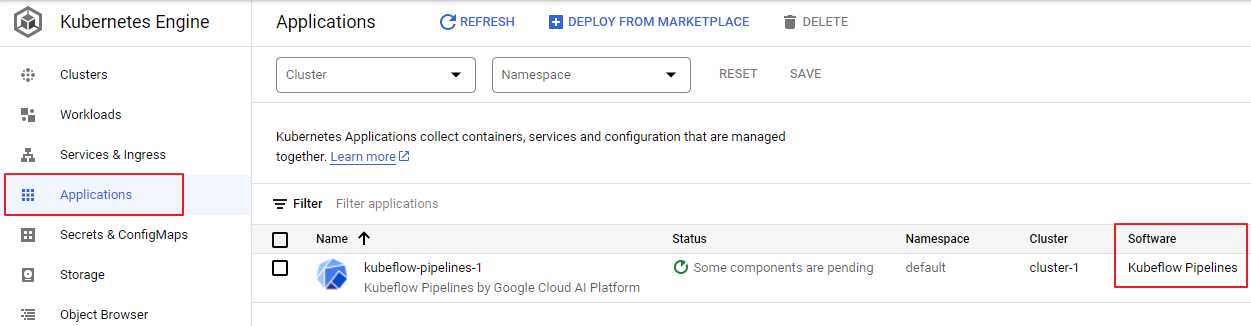 Kubernetes Engine
Applications
REFRESH
DEPLOY FROM MARKETPLACE
DELETE
Clusters
Workloads
Services & Ingress
Applications
Secrets & ConfigMaps
Storage
Object Browser
Cluster
Namespace
RESET
SAVE
Kubernetes Applications collect containers, services and configuration that are managed
together. Learn more
Filter
Filter applications
Name
Status
Namespace
Cluster
Software
kubeflow-pipelines-1
Kubeflow Pipelines by Google Cloud AI Platform
Some components are pending
default
cluster-1
Kubeflow Pipelines